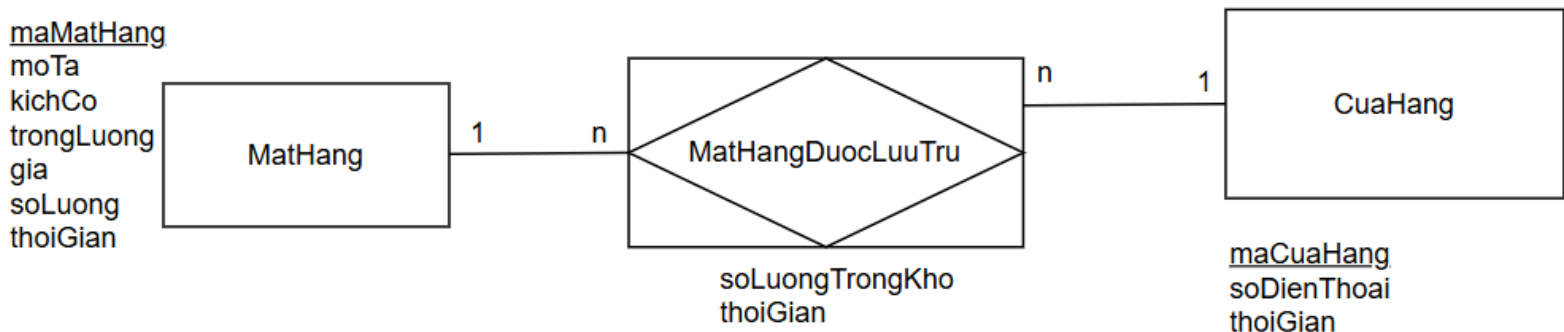 maMatHang
moTa
kichCo
trongLuong
gia
soLuong
thoiGian
MatHang
1
n
MatHangDuocLuuTru
soLuongTrongKho
thoiGian
n
1
CuaHang
maCuaHang
soDienThoai
thoiGian